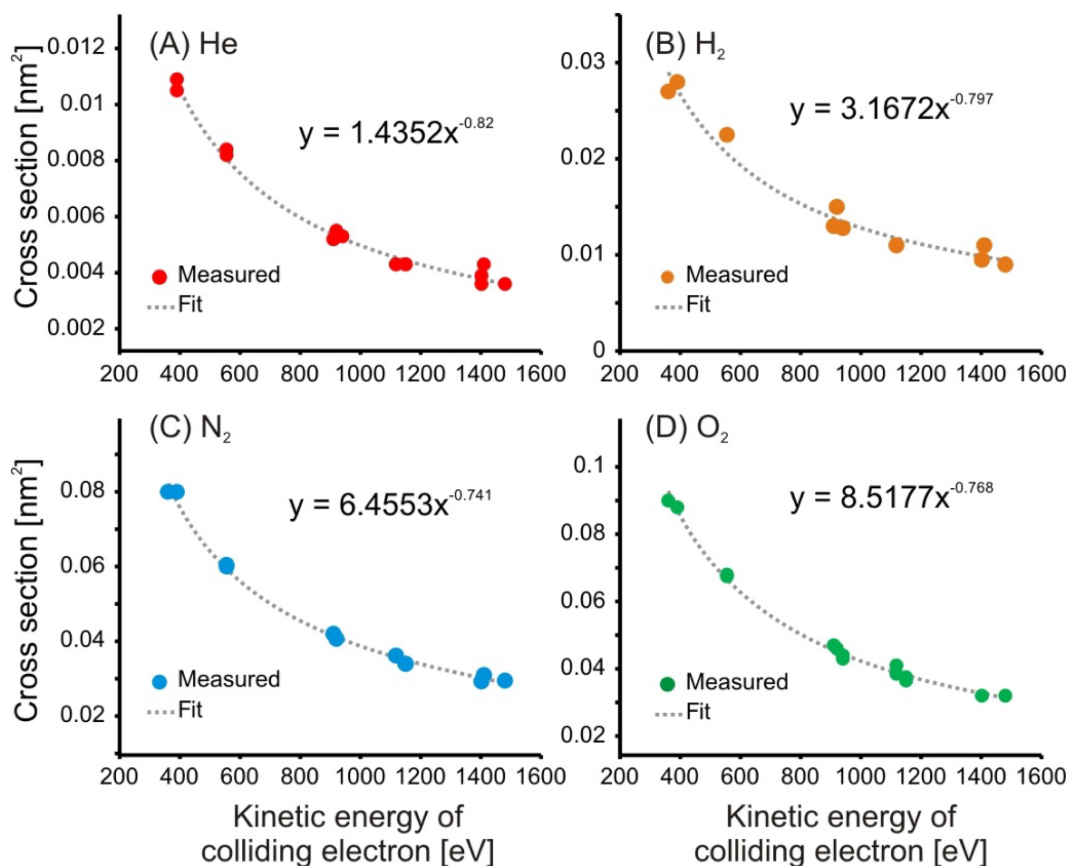 (A) He
Cross section [nm²]
0.012
0.01
0.008
0.006
0.004
0.002
y = 1.4352x^-0.82
Measured
Fit
200 400 600 800 1000 1200 1400 1600
(B) H₂
0.03
0.02
0.01
0
y = 3.1672x^-0.797
Measured
Fit
200 400 600 800 1000 1200 1400 1600
(C) N₂
Cross section [nm²]
0.08
0.06
0.04
0.02
y = 6.4553x^-0.741
Measured
Fit
200 400 600 800 1000 1200 1400 1600
Kinetic energy of
colliding electron [eV]
(D) O₂
0.1
0.08
0.06
0.04
0.02
y = 8.5177x^-0.768
Measured
Fit
200 400 600 800 1000 1200 1400 1600
Kinetic energy of
colliding electron [eV]